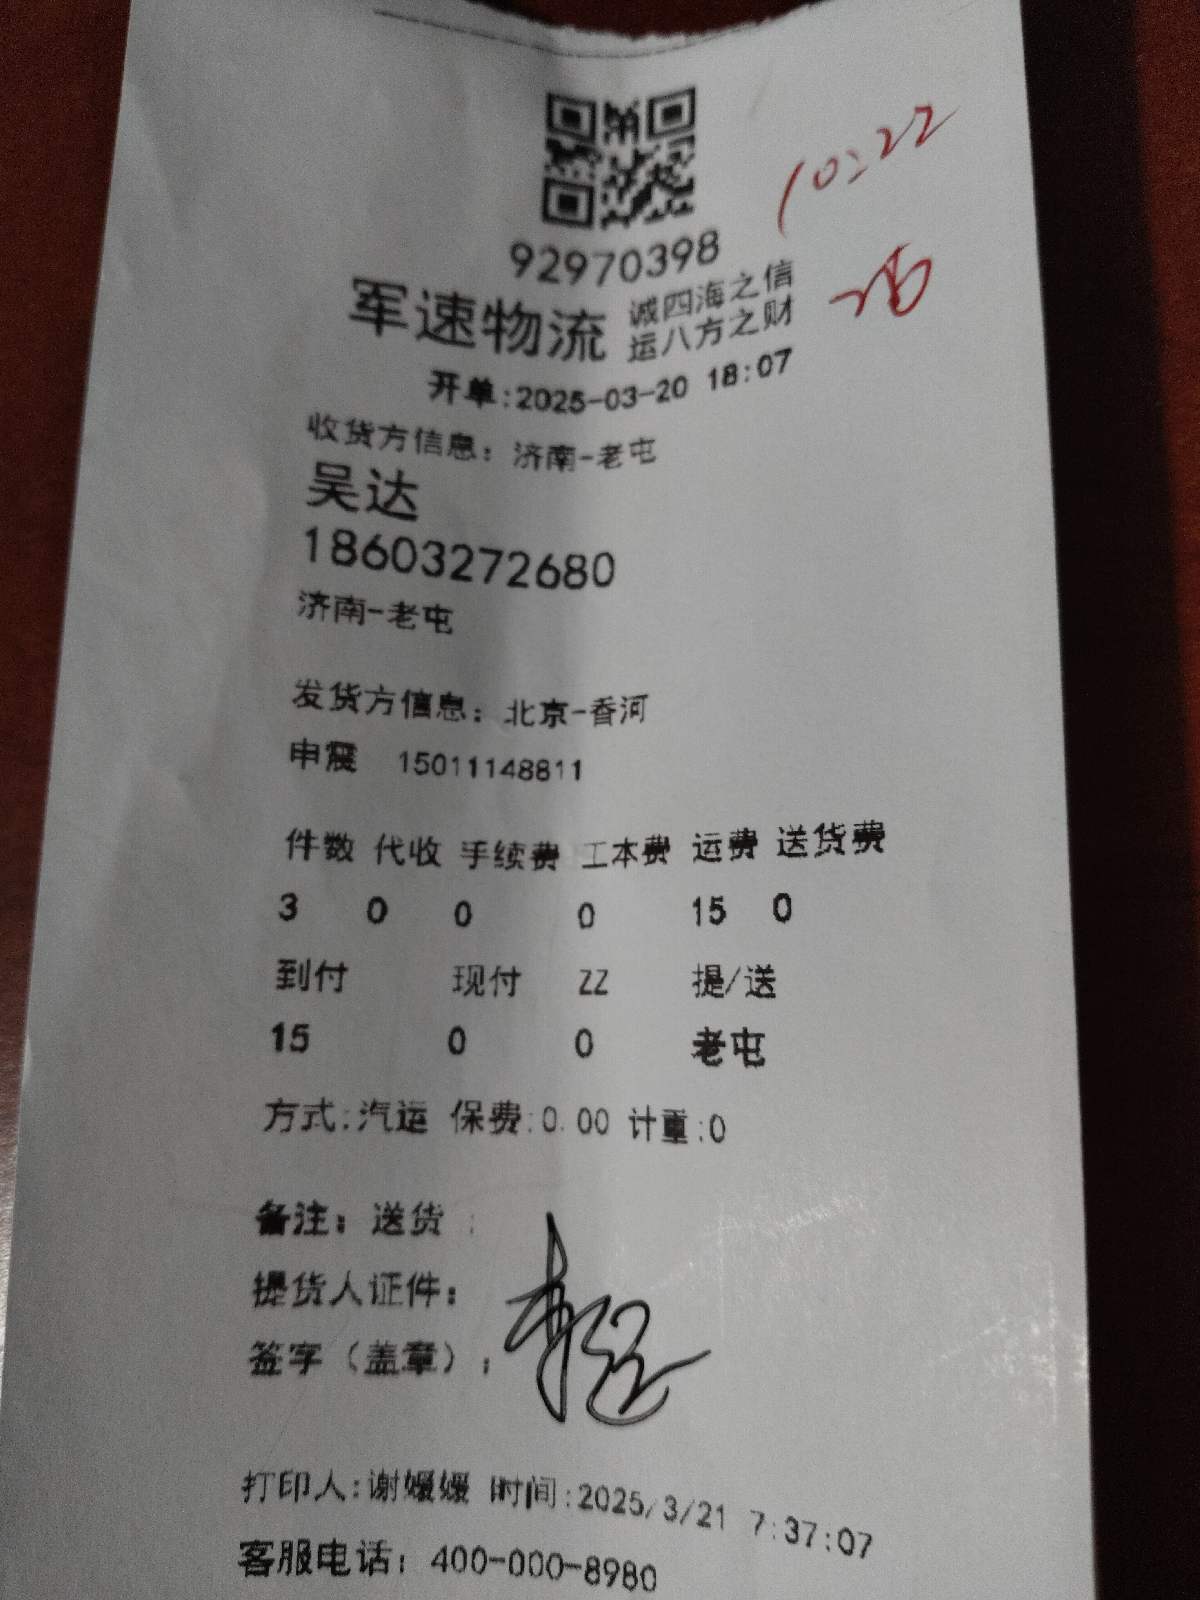 10:22
92970398
军速物流 诚四海之信
运八方之财
开单:2025-03-20 18:07
收货方信息：济南-老屯
吴达
18603272680
济南-老屯
发货方信息：北京-香河
申震 15011148811
件数 代收 手续费 工本费 运费 送货费
3 0 0 0 15 0
到付 现付 ZZ 提/送
15 0 0 老屯
方式:汽运 保费:0.00 计重:0
备注：送货 :
提货人证件：
签字（盖章）:
打印人:谢嫚嫚 时间:2025/3/21 7:37:07
客服电话：400-000-8980